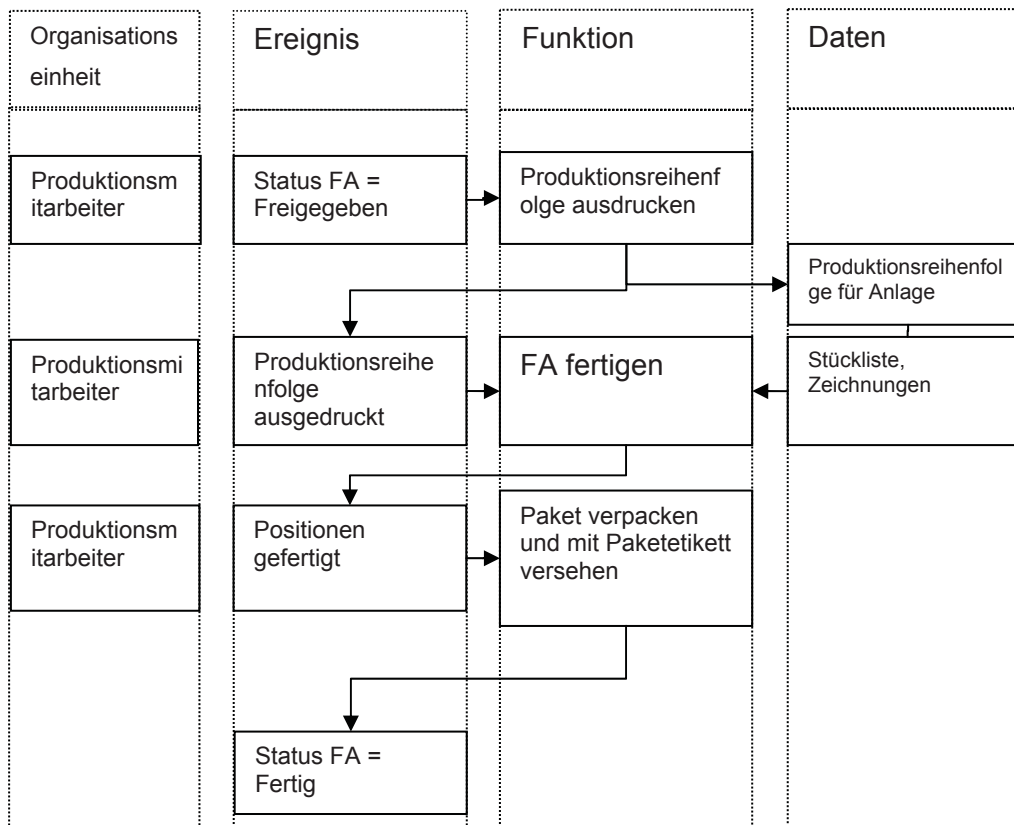 Organisations
einheit
Ereignis
Funktion
Daten
Produktionsm
itarbeiter
Status FA =
Freigegeben
Produktionsreihenf
olge ausdrucken
Produktionsreihenfol
ge für Anlage
Produktionsmi
tarbeiter
Produktionsreihe
nfolge
ausgedruckt
FA fertigen
Stückliste,
Zeichnungen
Produktionsm
itarbeiter
Positionen
gefertigt
Paket verpacken
und mit Paketetikett
versehen
Status FA =
Fertig